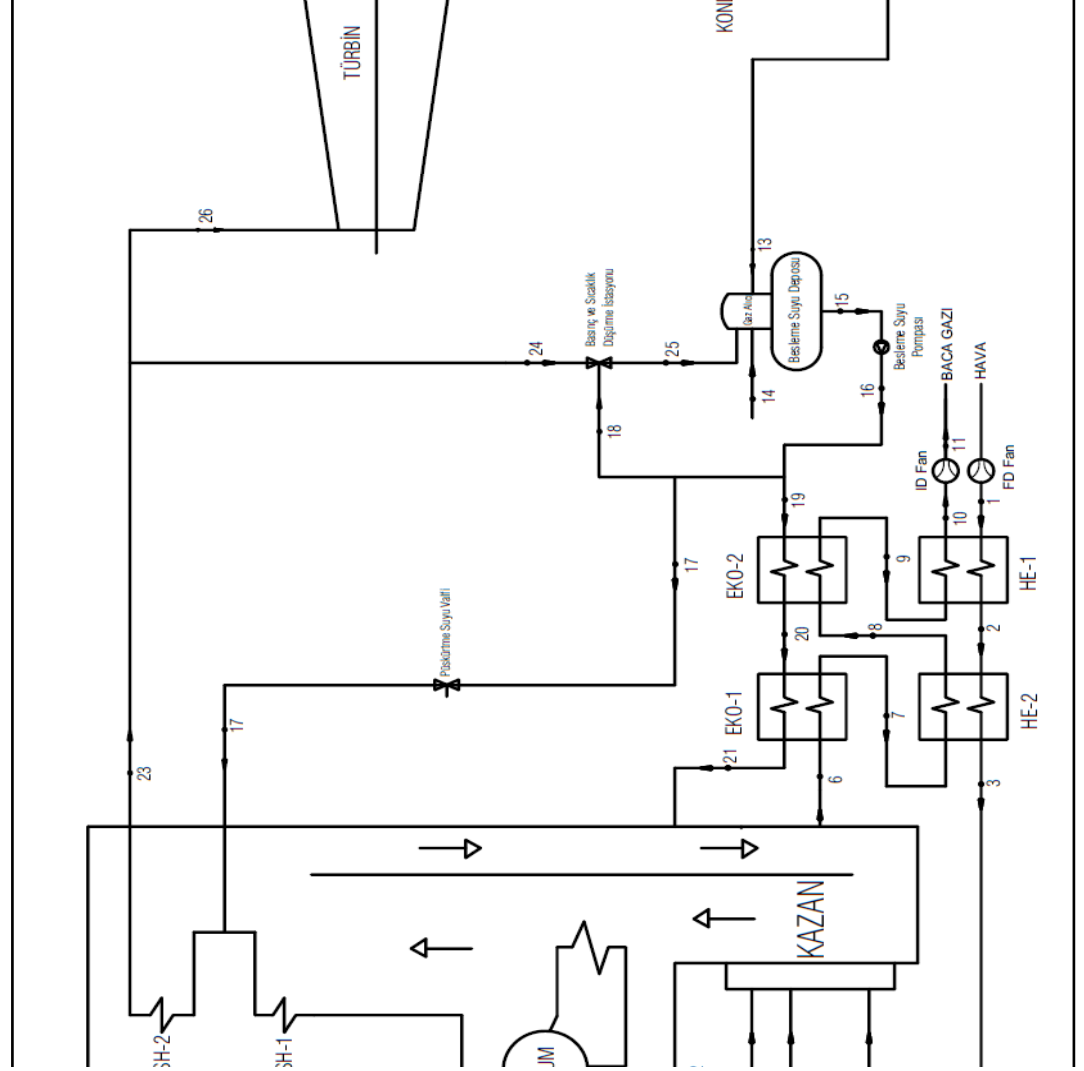 TÜRBİN
26
13
Gaz Alıcı
Besleme Suyu Deposu
15
Besleme Suyu
Pompası
Basınç ve Sıcaklık
Düşürme İstasyonu
24
25
14
16
BACA GAZI
HAVA
18
ID Fan
11
FD Fan
19
10
1
17
EKO-2
9
HE-1
Püskürtme Suyu Valfi
20
8
2
EKO-1
7
HE-2
17
23
21
6
3
KAZAN
SH-2
SH-1